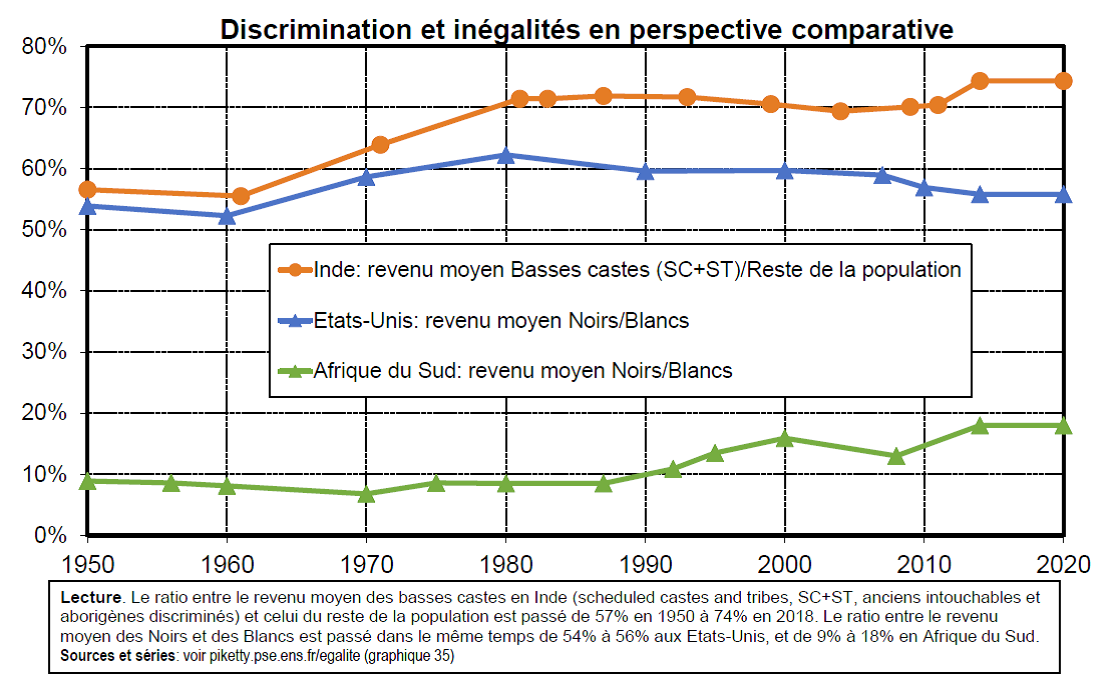 Discrimination et inégalités en perspective comparative
80%
70%
60%
50%
40%
30%
20%
10%
0%
Inde: revenu moyen Basses castes (SC+ST)/Reste de la population
Etats-Unis: revenu moyen Noirs/Blancs
Afrique du Sud: revenu moyen Noirs/Blancs
1950 1960 1970 1980 1990 2000 2010 2020
Lecture. Le ratio entre le revenu moyen des basses castes en Inde (scheduled castes and tribes, SC+ST, anciens intouchables et
aborigènes discriminés) et celui du reste de la population est passé de 57% en 1950 à 74% en 2018. Le ratio entre le revenu
moyen des Noirs et des Blancs est passé dans le même temps de 54% à 56% aux Etats-Unis, et de 9% à 18% en Afrique du Sud.
Sources et séries: voir piketty.pse.ens.fr/egalite (graphique 35)